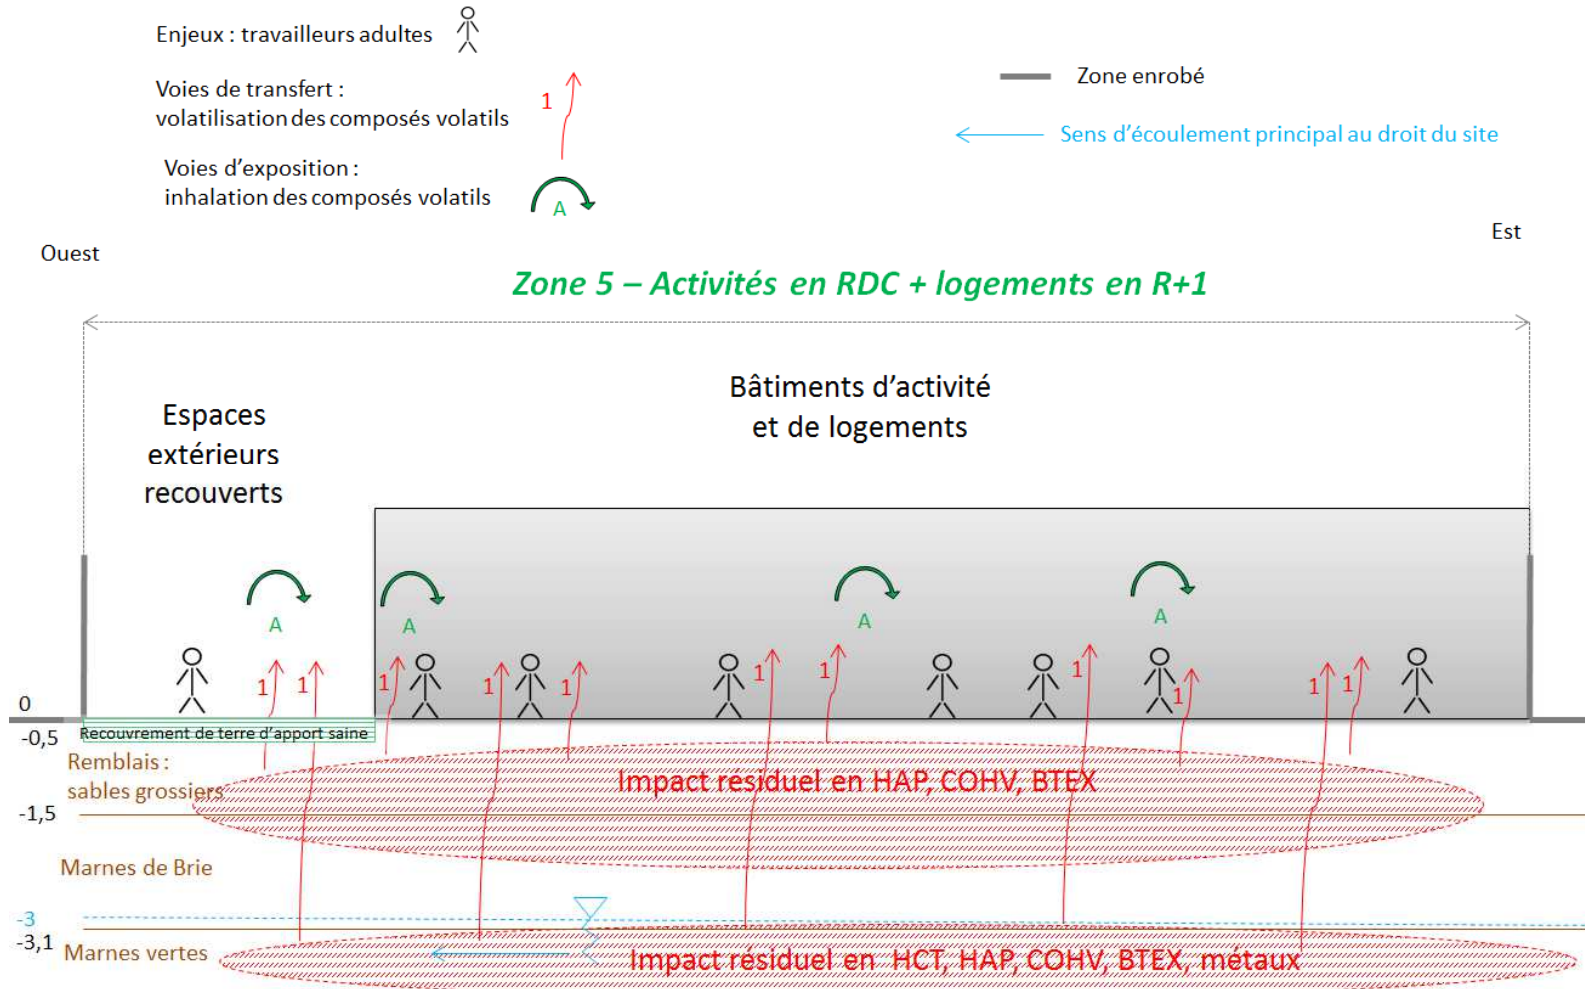 Enjeux : travailleurs adultes
Voies de transfert :
volatilisation des composés volatils
1
Voies d'exposition :
inhalation des composés volatils
A
Zone enrobé
Sens d'écoulement principal au droit du site
Ouest
Est
Zone 5 – Activités en RDC + logements en R+1
Espaces
extérieurs
recouverts
Bâtiments d'activité
et de logements
A
A
A
A
1
1
1
1
1
1
1
1
1
1
1
0
-0,5
Recouvrement de terre d'apport saine
Remblais :
sables grossiers
Impact résiduel en HAP, COHV, BTEX
-1,5
Marnes de Brie
-3
-3,1
Marnes vertes
Impact résiduel en HCT, HAP, COHV, BTEX, métaux